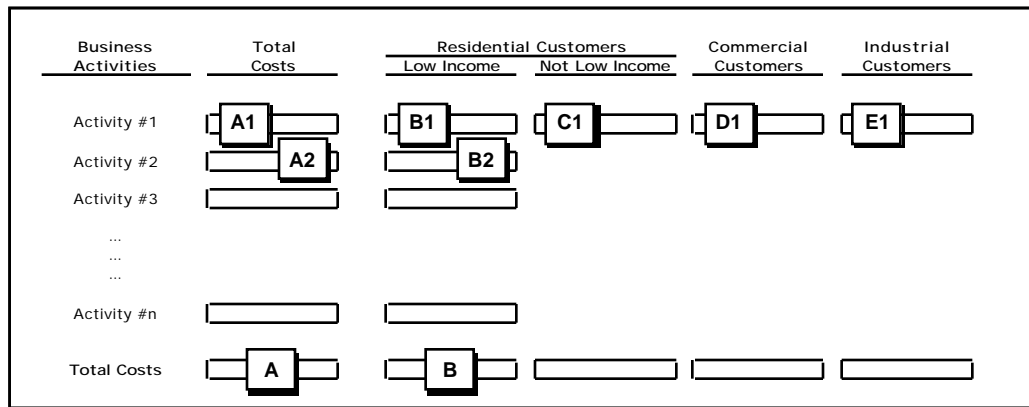 Business Activities
Total Costs
Residential Customers
Low Income
Not Low Income
Commercial Customers
Industrial Customers
Activity #1
A1
B1
C1
D1
E1
Activity #2
A2
B2
Activity #3
...
...
...
Activity #n
Total Costs
A
B